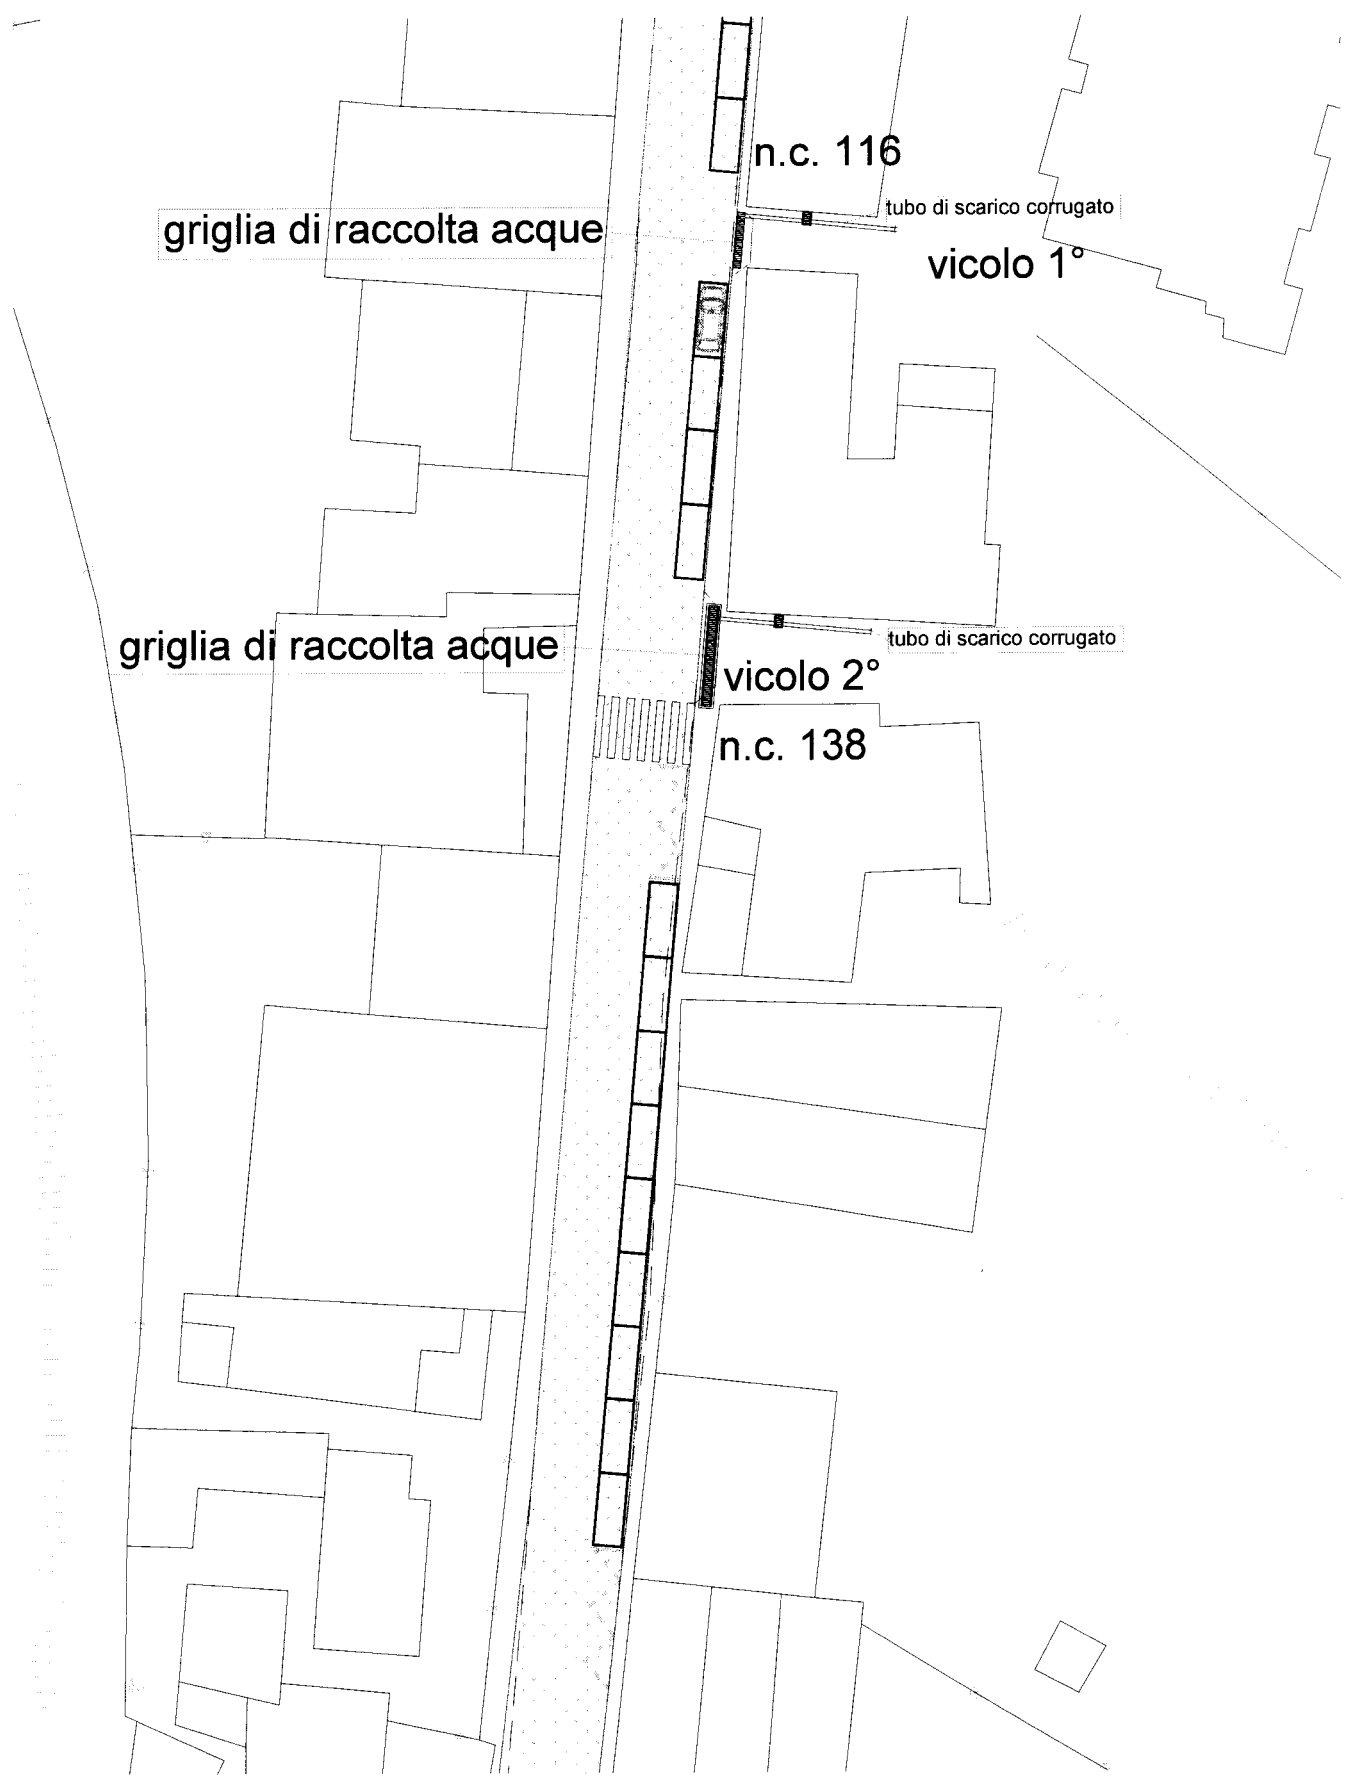 n.c. 116
tubo di scarico corrugato
griglia di raccolta acque
vicolo 1°
griglia di raccolta acque
tubo di scarico corrugato
vicolo 2°
n.c. 138